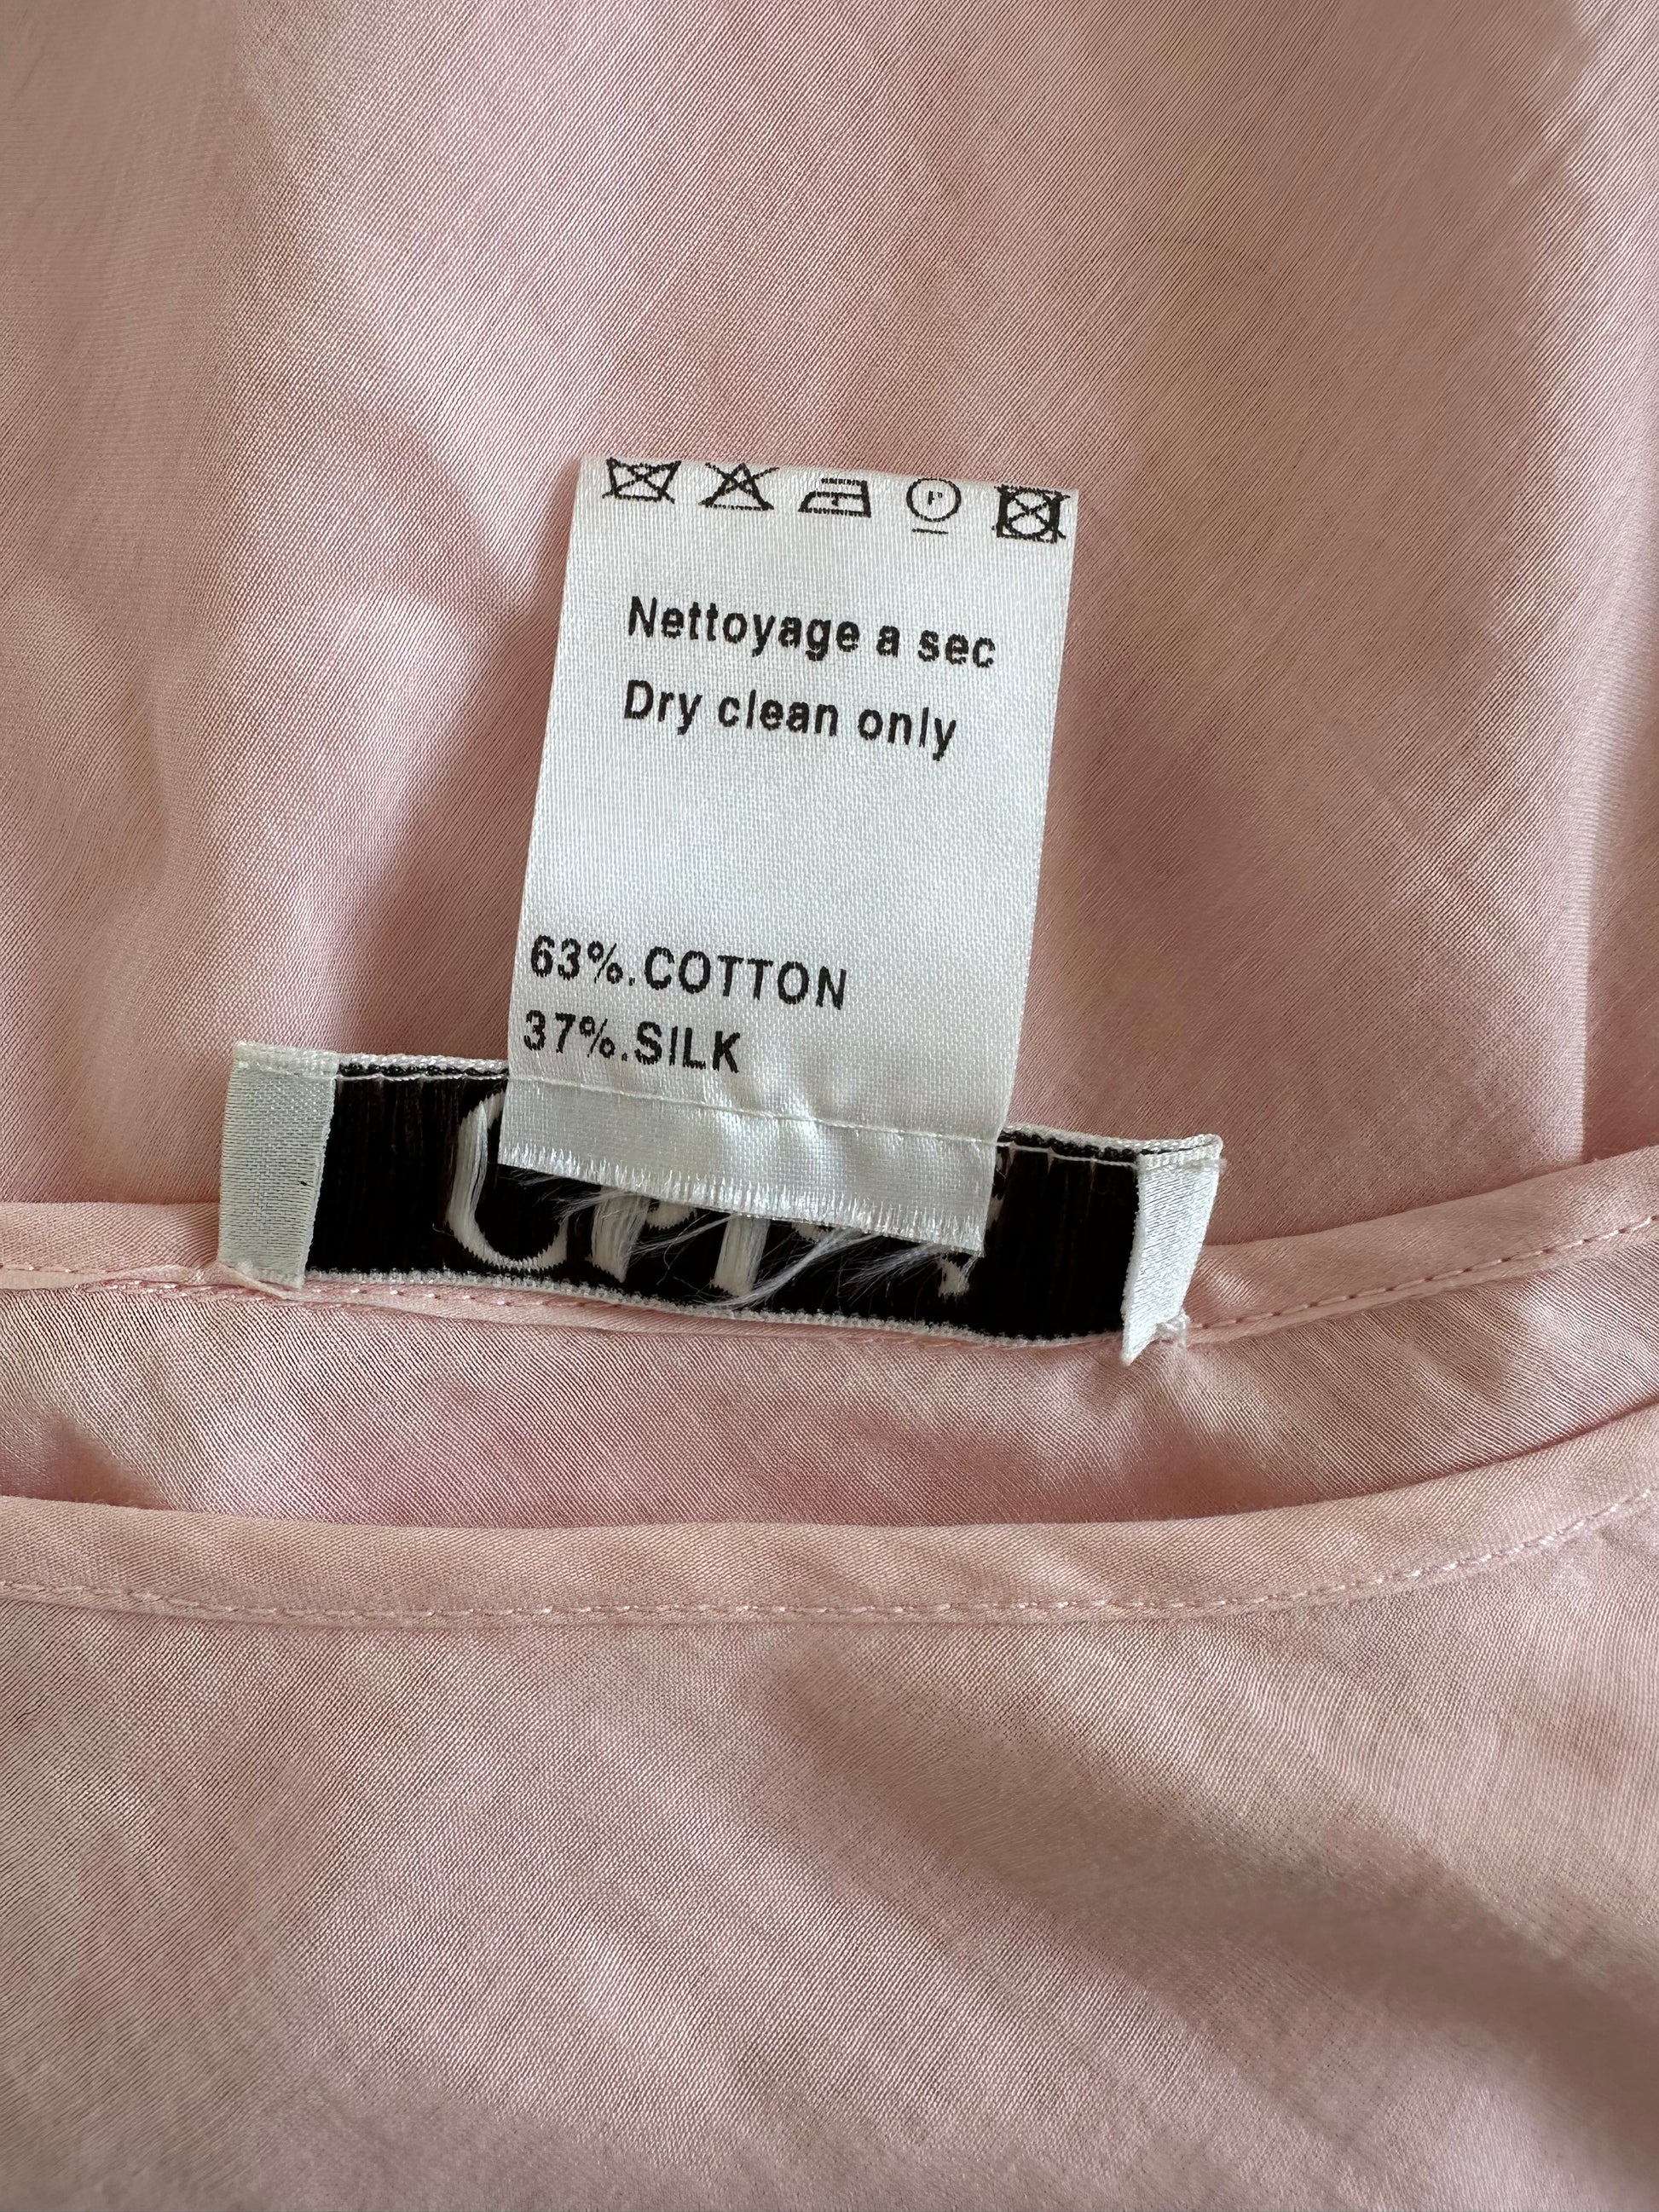 Nettoyage a sec
Dry clean only
63%.COTTON
37%.SILK